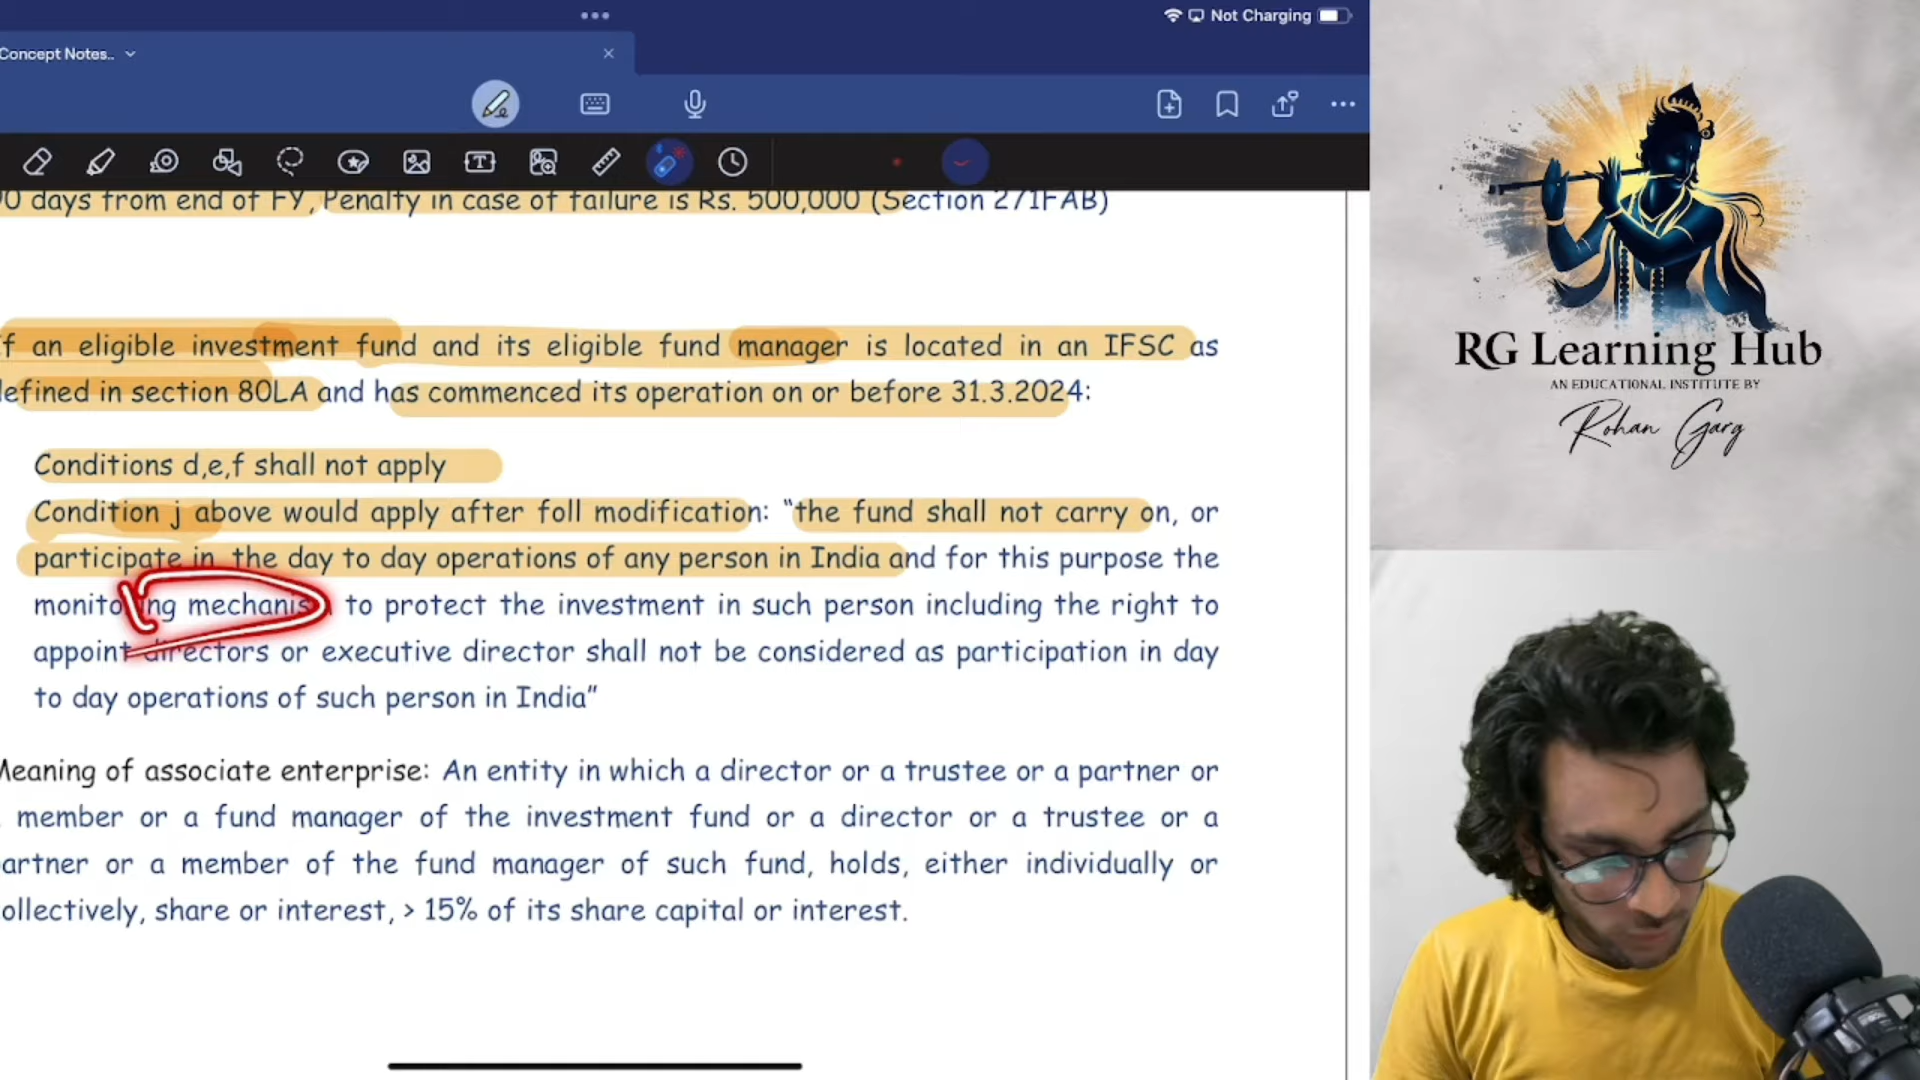 Not Charging
Concept Notes..
0 days from end of FY, Penalty in case of failure is Rs. 500,000 (Section 271FAB)
f an eligible investment fund and its eligible fund manager is located in an IFSC as
efined in section 80LA and has commenced its operation on or before 31.3.2024:
Conditions d,e,f shall not apply
Condition j above would apply after foll modification: "the fund shall not carry on, or
participate in the day to day operations of any person in India and for this purpose the
monitoring mechanism to protect the investment in such person including the right to
appoint directors or executive director shall not be considered as participation in day
to day operations of such person in India"
Meaning of associate enterprise: An entity in which a director or a trustee or a partner or
member or a fund manager of the investment fund or a director or a trustee or a
artner or a member of the fund manager of such fund, holds, either individually or
ollectively, share or interest, > 15% of its share capital or interest.
RG Learning Hub
AN EDUCATIONAL INSTITUTE BY
Rohan Garg